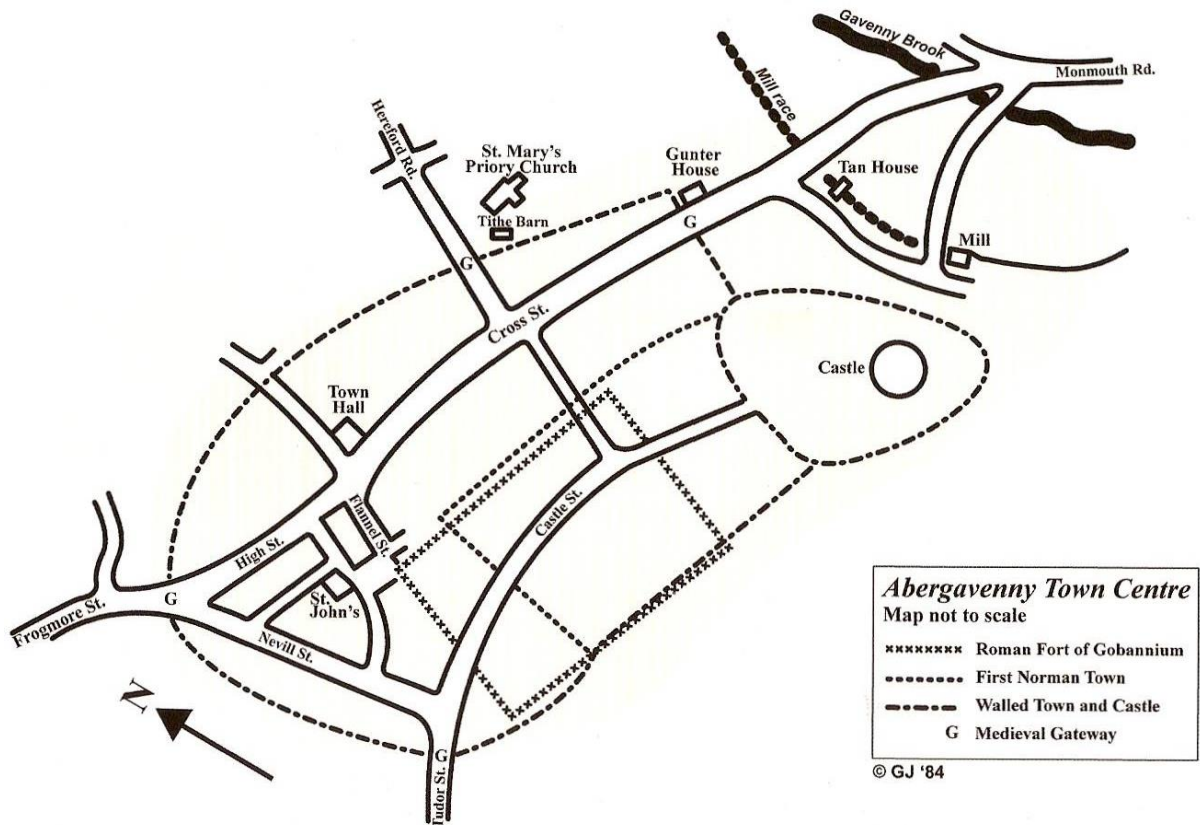 Gavenny Brook
Monmouth Rd.
Mill race
Hereford Rd.
St. Mary's
Priory Church
Tithe Barn
Gunter
House
G
Tan House
Mill
G
Cross St.
Castle
Town
Hall
Flannel St.
Castle St.
High St.
St.
John's
G
Frogmore St.
Nevill St.
N
G
Tudor St.
Abergavenny Town Centre
Map not to scale
xxxxxxxxx Roman Fort of Gobannium
First Norman Town
Walled Town and Castle
G Medieval Gateway
© GJ '84